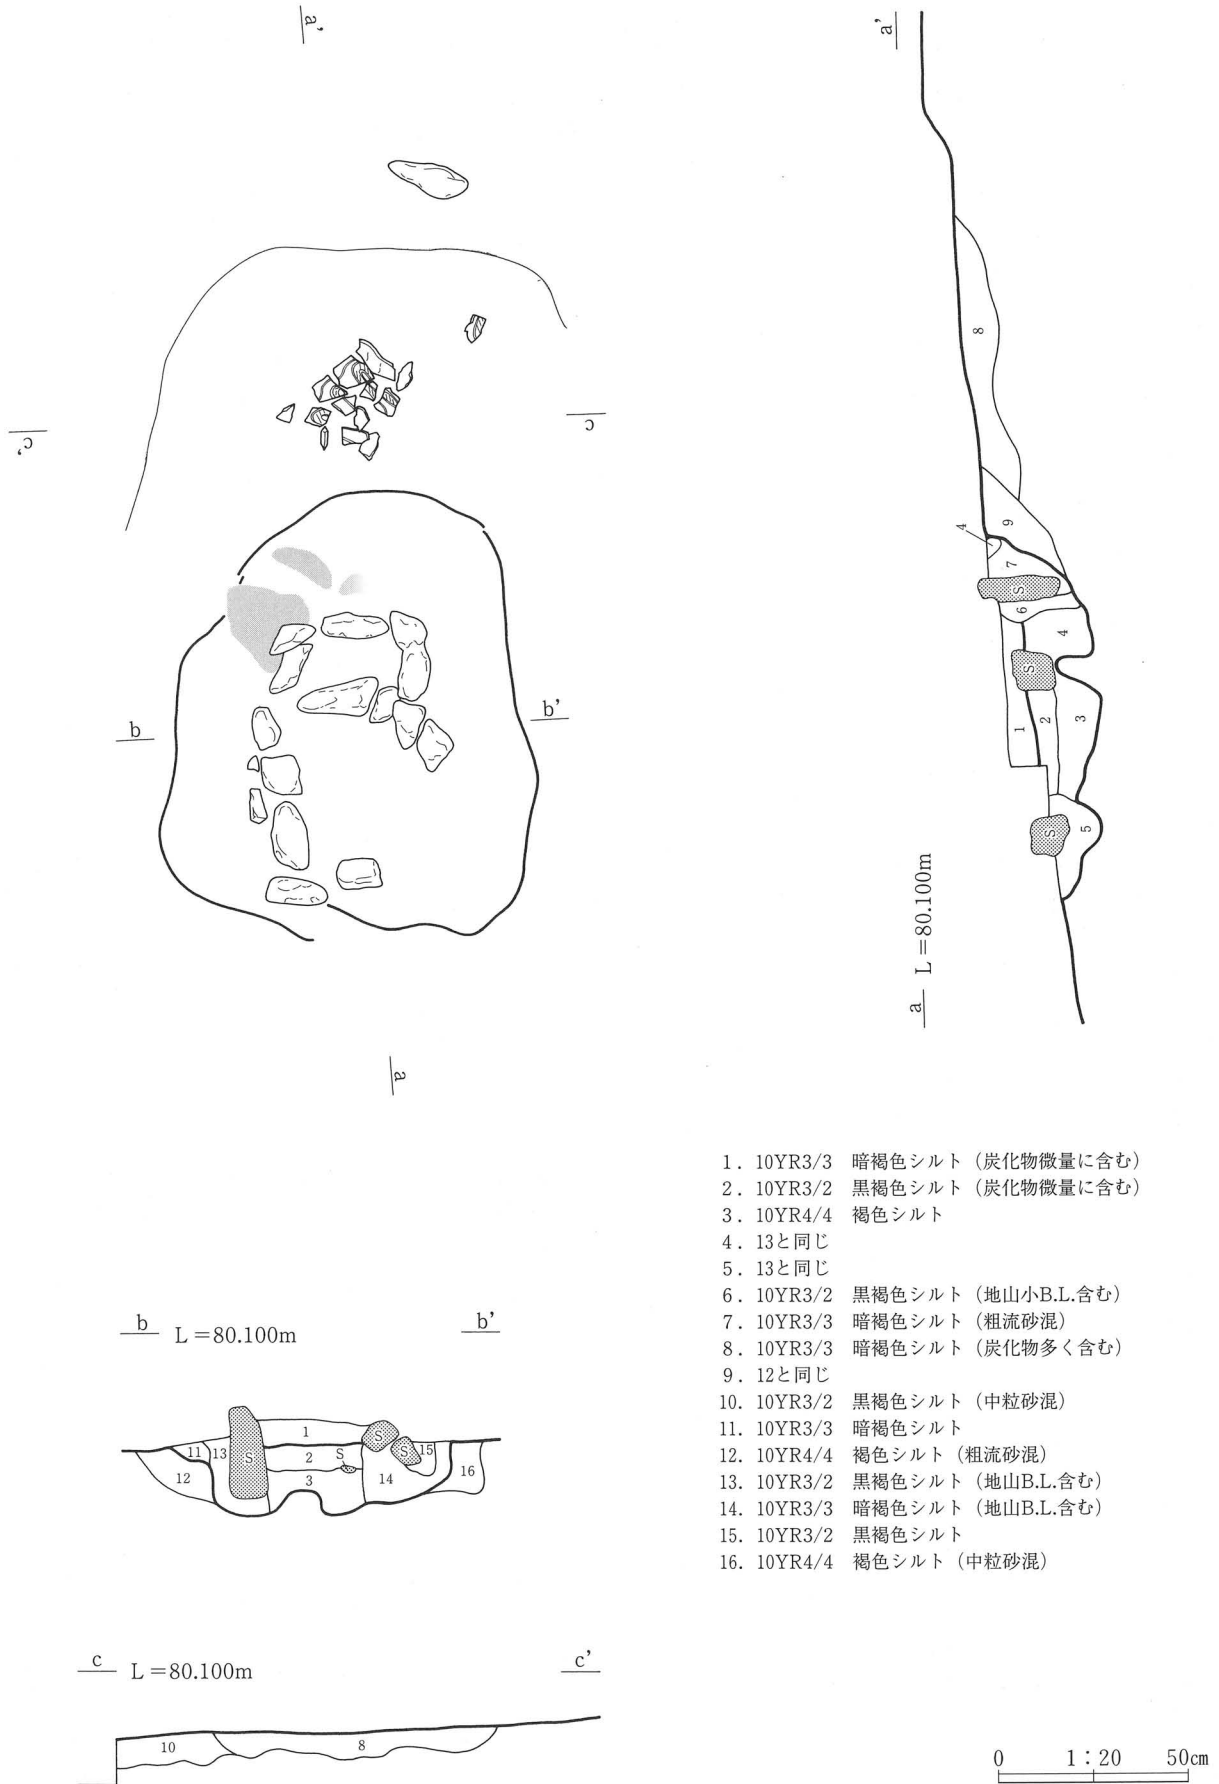 a'
a'
c'
c
b
b'
8
9
4
7
S
6
4
S
1
2
3
S
5
a L=80.100m
a
1. 10YR3/3 暗褐色シルト（炭化物微量に含む）
2. 10YR3/2 黒褐色シルト（炭化物微量に含む）
3. 10YR4/4 褐色シルト
4. 13と同じ
5. 13と同じ
6. 10YR3/2 黒褐色シルト（地山小B.L.含む）
7. 10YR3/3 暗褐色シルト（粗流砂混）
8. 10YR3/3 暗褐色シルト（炭化物多く含む）
9. 12と同じ
10. 10YR3/2 黒褐色シルト（中粒砂混）
11. 10YR3/3 暗褐色シルト
12. 10YR4/4 褐色シルト（粗流砂混）
13. 10YR3/2 黒褐色シルト（地山B.L.含む）
14. 10YR3/3 暗褐色シルト（地山B.L.含む）
15. 10YR3/2 黒褐色シルト
16. 10YR4/4 褐色シルト（中粒砂混）
b L=80.100m b'
1
S
11 13 S 2 S S 15
12 3 14 16
c L=80.100m c'
10 8
0 1：20 50cm